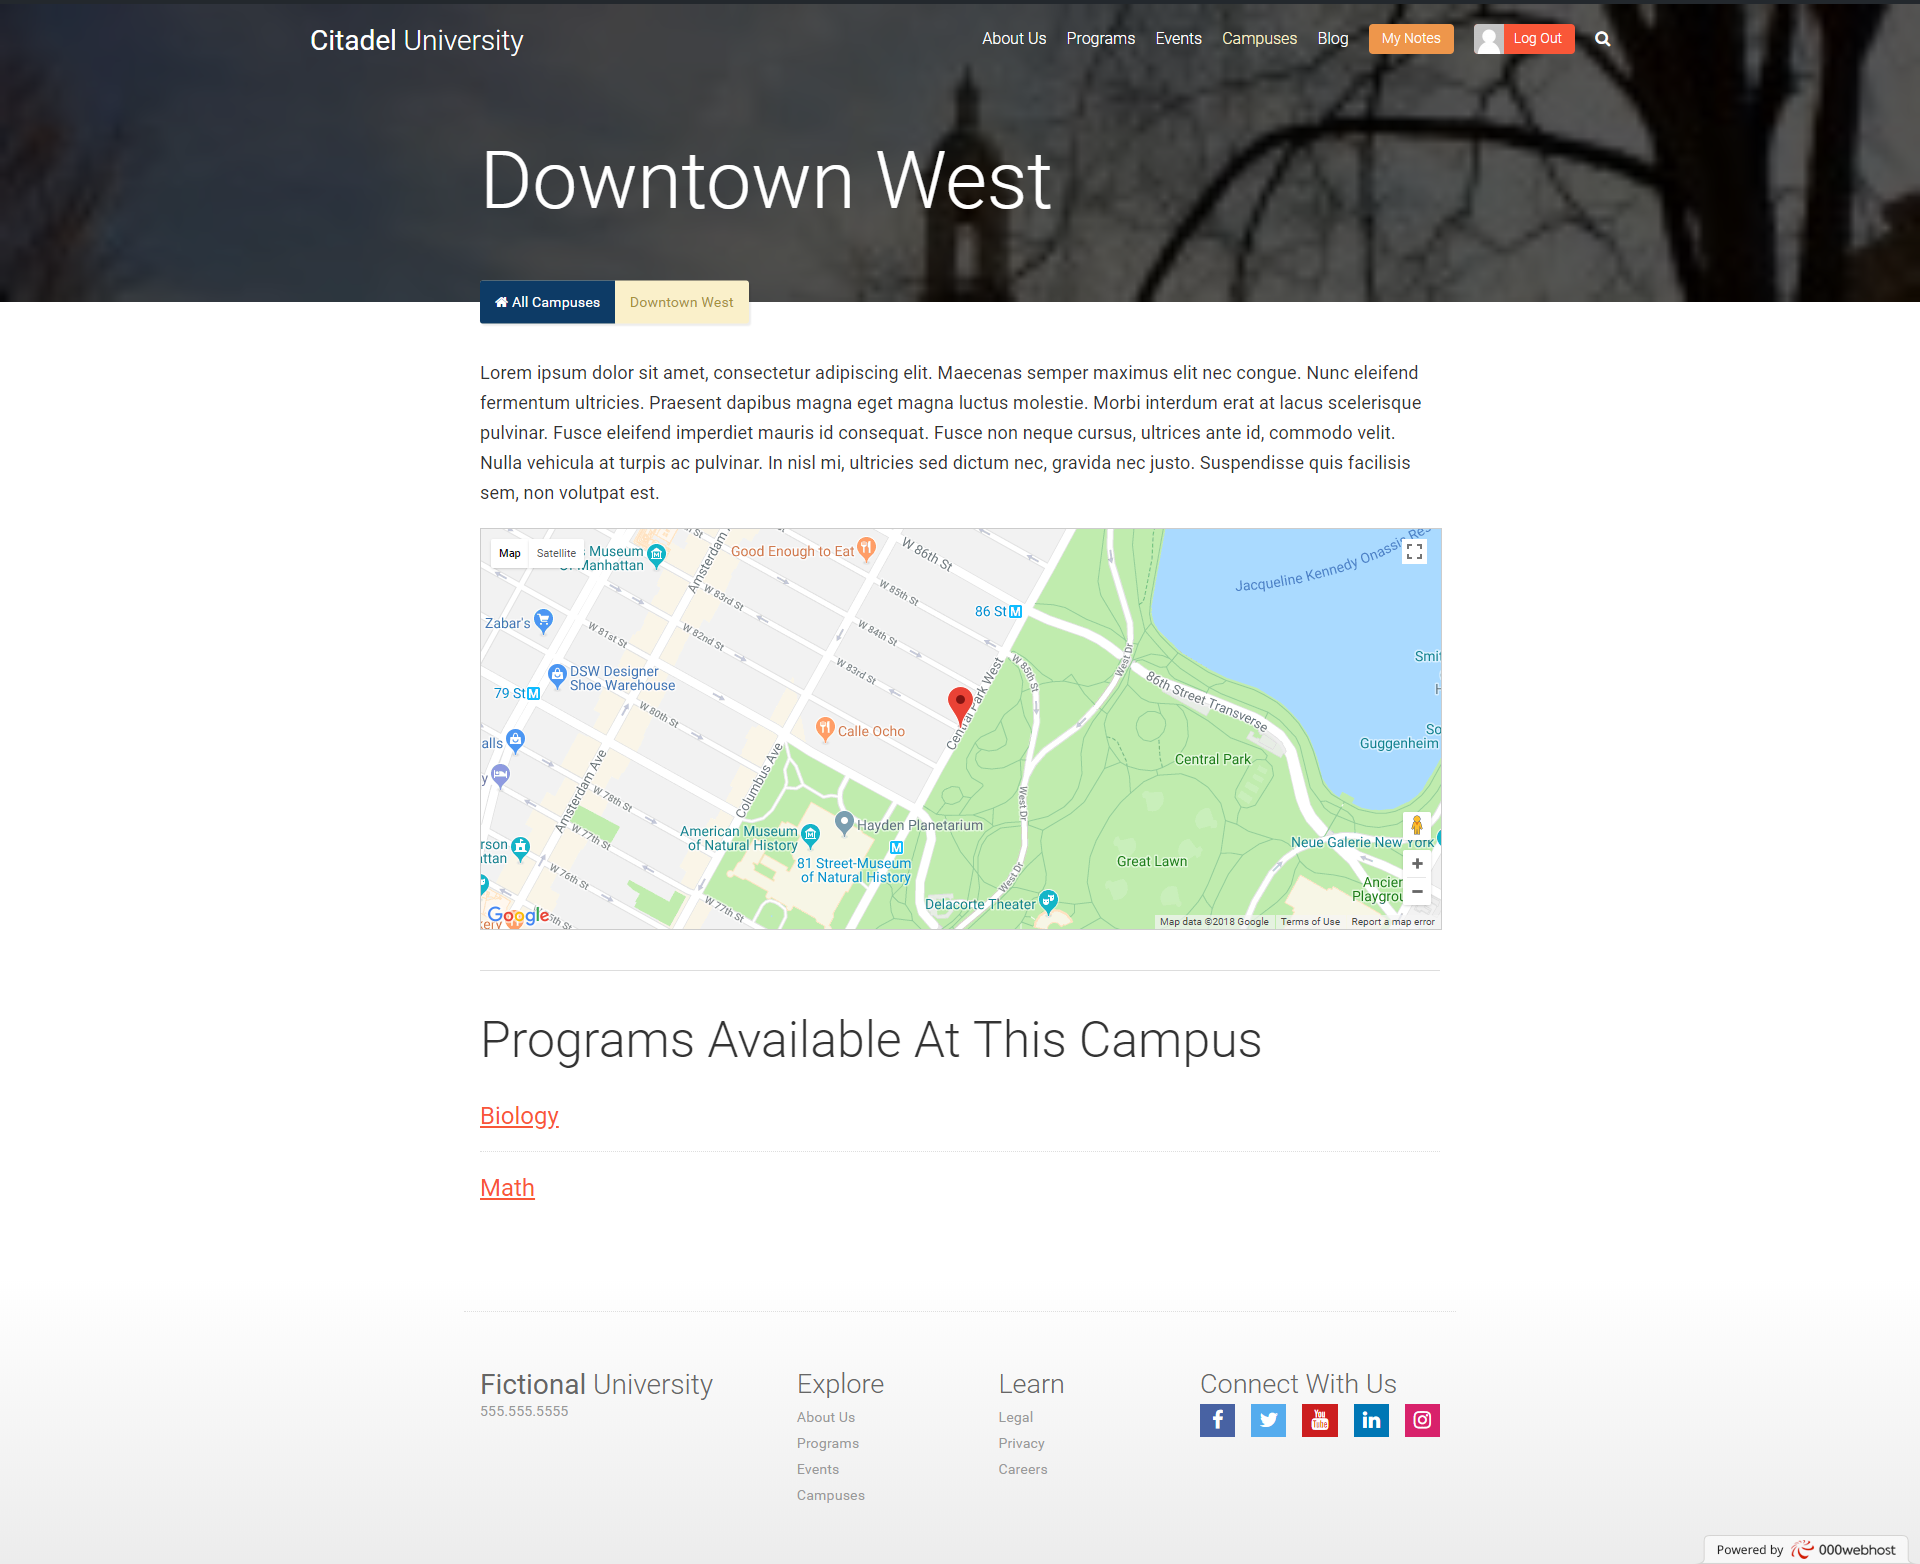 Citadel University
About Us
Programs
Events
Campuses
Blog
My Notes
Log Out
Downtown West
All Campuses
Downtown West
Lorem ipsum dolor sit amet, consectetur adipiscing elit. Maecenas semper maximus elit nec congue. Nunc eleifend
fermentum ultricies. Praesent dapibus magna eget magna luctus molestie. Morbi interdum erat at lacus scelerisque
pulvinar. Fusce eleifend imperdiet mauris id consequat. Fusce non neque cursus, ultrices ante id, commodo velit.
Nulla vehicula at turpis ac pulvinar. In nisl mi, ultricies sed dictum nec, gravida nec justo. Suspendisse quis facilisis
sem, non volutpat est.
Map
Satellite
Museum
Manhattan
Amsterdam
Good Enough to Eat
W 86th St
Jacqueline Kennedy Onassis Res
W 85th St
W 83rd St
86 St
Zabar's
W 81st St
W 82nd St
W 84th St
W 83rd St
W 85th St
West Dr
Smit
DSW Designer
Shoe Warehouse
79 St
W 80th St
Central Park West
86th Street Transverse
Calle Ocho
alls
So
Guggenheim
Central Park
Amsterdam Ave
Columbus Ave
W 78th St
West Dr
W 77th St
American Museum
of Natural History
Hayden Planetarium
81 Street-Museum
of Natural History
Great Lawn
Neue Galerie New York
rson
ttan
W 76th St
West Dr
Ancien
Playgrou
W 77th St
Delacorte Theater
Google
5th St
kery
Map data ©2018 Google
Terms of Use
Report a map error
Programs Available At This Campus
Biology
Math
Fictional University
555.555.5555
Explore
About Us
Programs
Events
Campuses
Learn
Legal
Privacy
Careers
Connect With Us
You
Tube
in
Powered by 000webhost